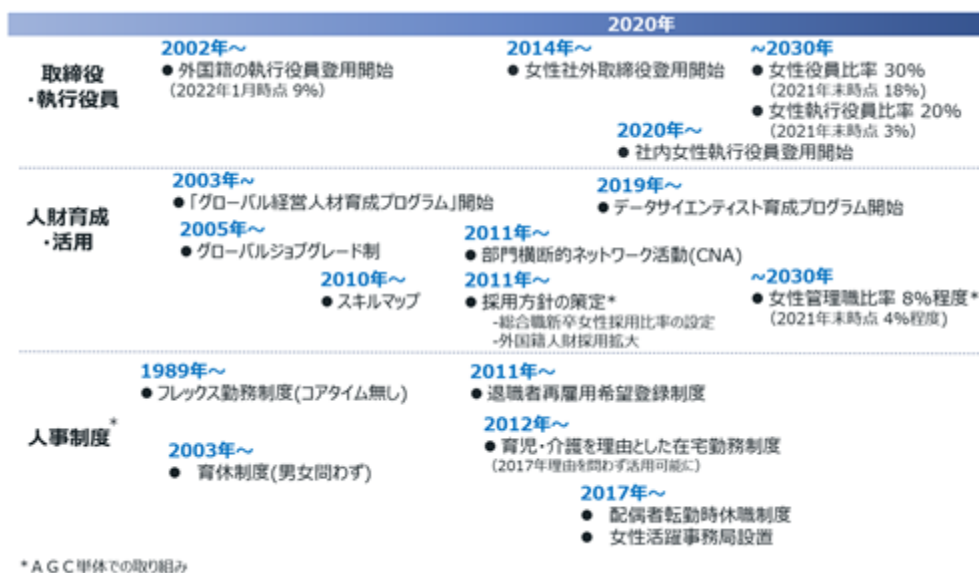 2020年
取締役
・執行役員
2002年～
● 外国籍の執行役員登用開始
(2022年1月時点 9%)
2014年～
● 女性社外取締役登用開始
~2030年
● 女性役員比率 30%
(2021年末時点 18%)
● 女性執行役員比率 20%
(2021年末時点 3%)
2020年～
● 社内女性執行役員登用開始
人財育成
・活用
2003年～
●「グローバル経営人材育成プログラム」開始
2019年～
● データサイエンティスト育成プログラム開始
2005年～
● グローバルジョブグレード制
2011年～
● 部門横断的ネットワーク活動(CNA)
2010年～
● スキルマップ
2011年～
● 採用方針の策定*
-総合職新卒女性採用比率の設定
-外国籍人財採用拡大
~2030年
● 女性管理職比率 8%程度*
(2021年末時点 4%程度)
人事制度*
1989年～
● フレックス勤務制度(コアタイム無し)
2011年～
● 退職者再雇用希望登録制度
2003年～
● 育休制度(男女問わず)
2012年～
● 育児・介護を理由とした在宅勤務制度
(2017年理由を問わず活用可能に)
2017年～
● 配偶者転勤時休職制度
● 女性活躍事務局設置
*ＡＧＣ単体での取り組み